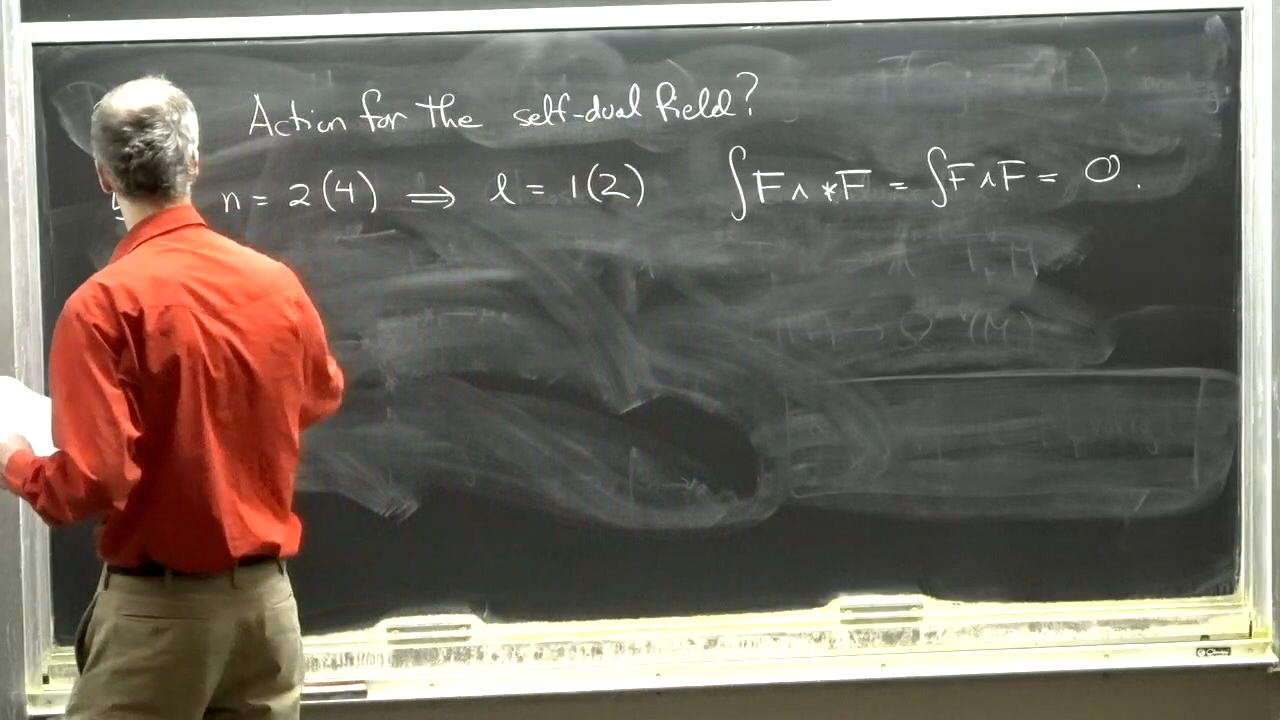 Action for the self-dual field?
n = 2(4) ⟹ ℓ = 1(2) ∫F∧*F = ∫F∧F = 0.